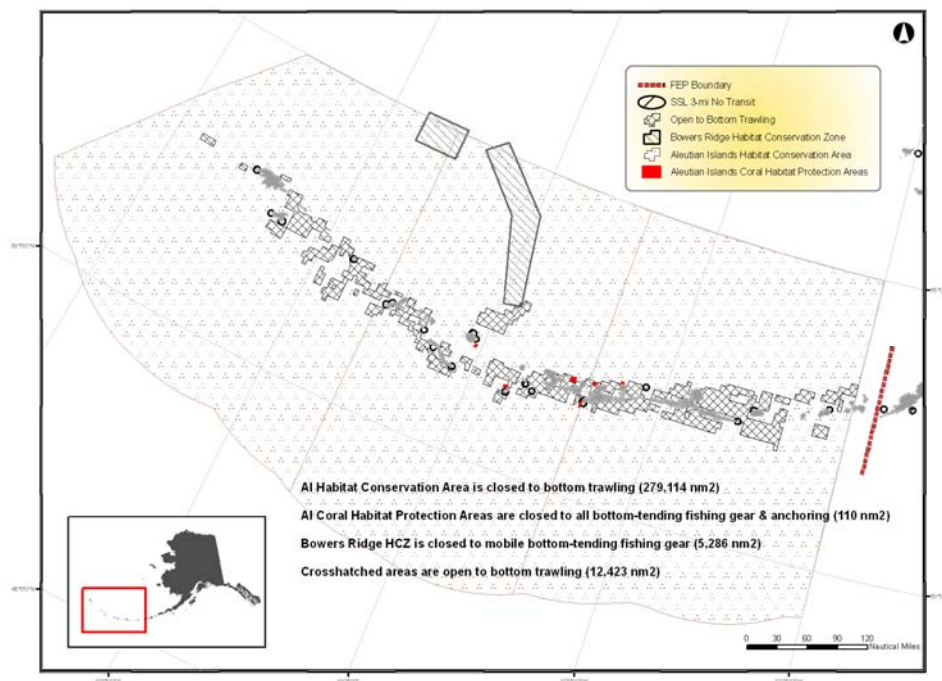 FEP Boundary
SSL 3-mi No Transit
Open to Bottom Trawling
Bowers Ridge Habitat Conservation Zone
Aleutian Islands Habitat Conservation Area
Aleutian Islands Coral Habitat Protection Areas
AI Habitat Conservation Area is closed to bottom trawling (279,114 nm2)
AI Coral Habitat Protection Areas are closed to all bottom-tending fishing gear & anchoring (110 nm2)
Bowers Ridge HCZ is closed to mobile bottom-tending fishing gear (5,286 nm2)
Crosshatched areas are open to bottom trawling (12,423 nm2)
0 30 60 90 120
Nautical Miles